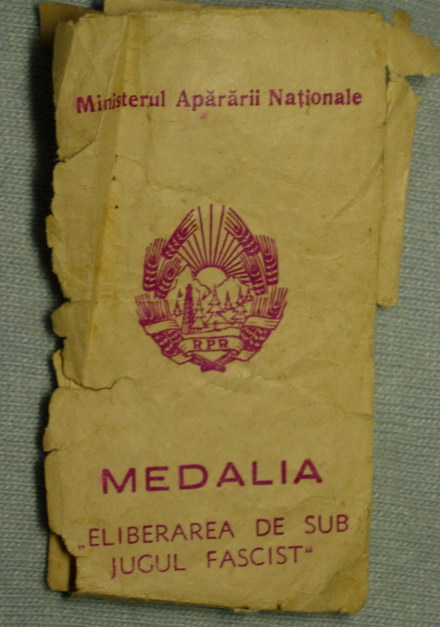 Ministerul Apărării Naționale
RPR
MEDALIA
„ELIBERAREA DE SUB
JUGUL FASCIST“